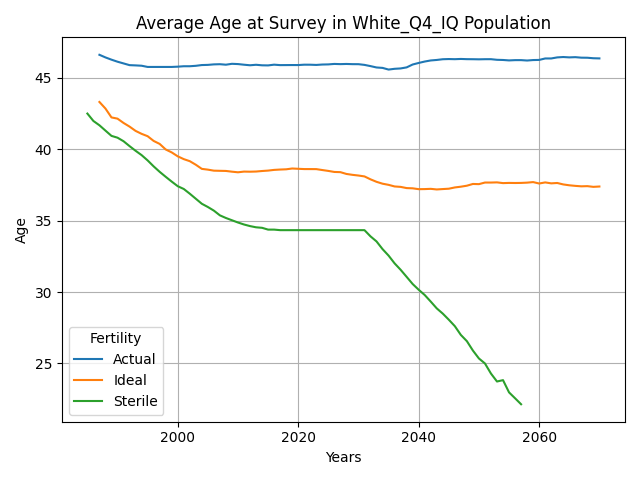 Average Age at Survey in White_Q4_IQ Population
Age
45
40
35
30
25
Fertility
Actual
Ideal
Sterile
2000
2020
2040
2060
Years